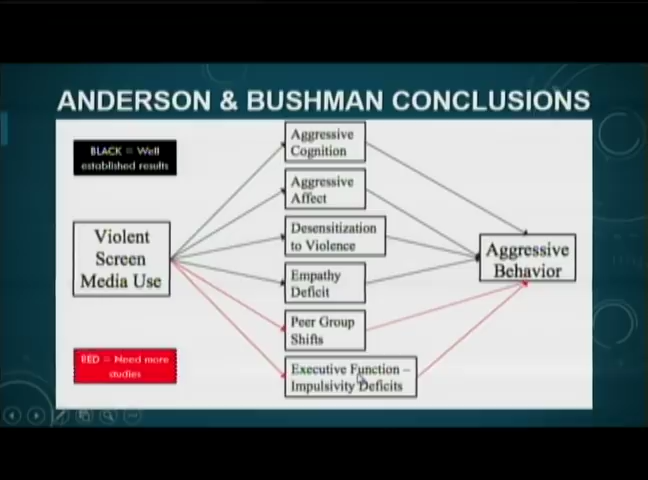 ANDERSON & BUSHMAN CONCLUSIONS
BLACK = Well
established results
Violent
Screen
Media Use
RED = Need more
Aggressive
Cognition
Aggressive
Affect
Desensitization
to Violence
Empathy
Deficit
Peer Group
Shifts
Executive Function –
Impulsivity Deficits
Aggressive
Behavior